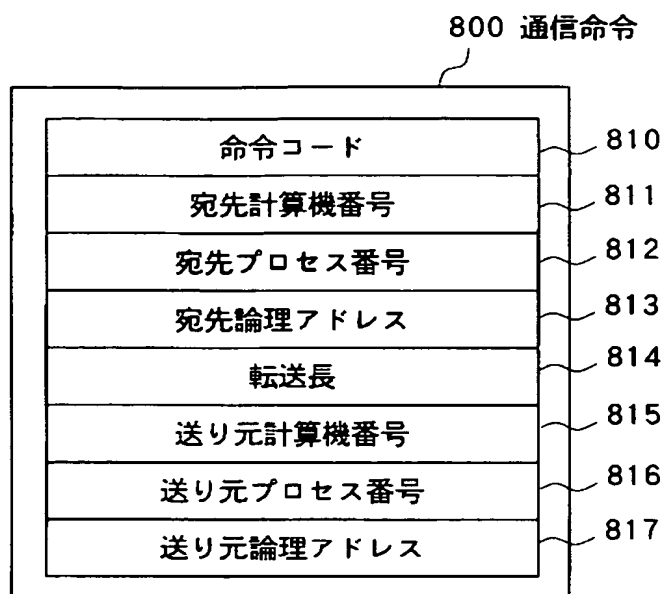 800 通信命令
命令コード 810
宛先計算機番号 811
宛先プロセス番号 812
宛先論理アドレス 813
転送長 814
送り元計算機番号 815
送り元プロセス番号 816
送り元論理アドレス 817